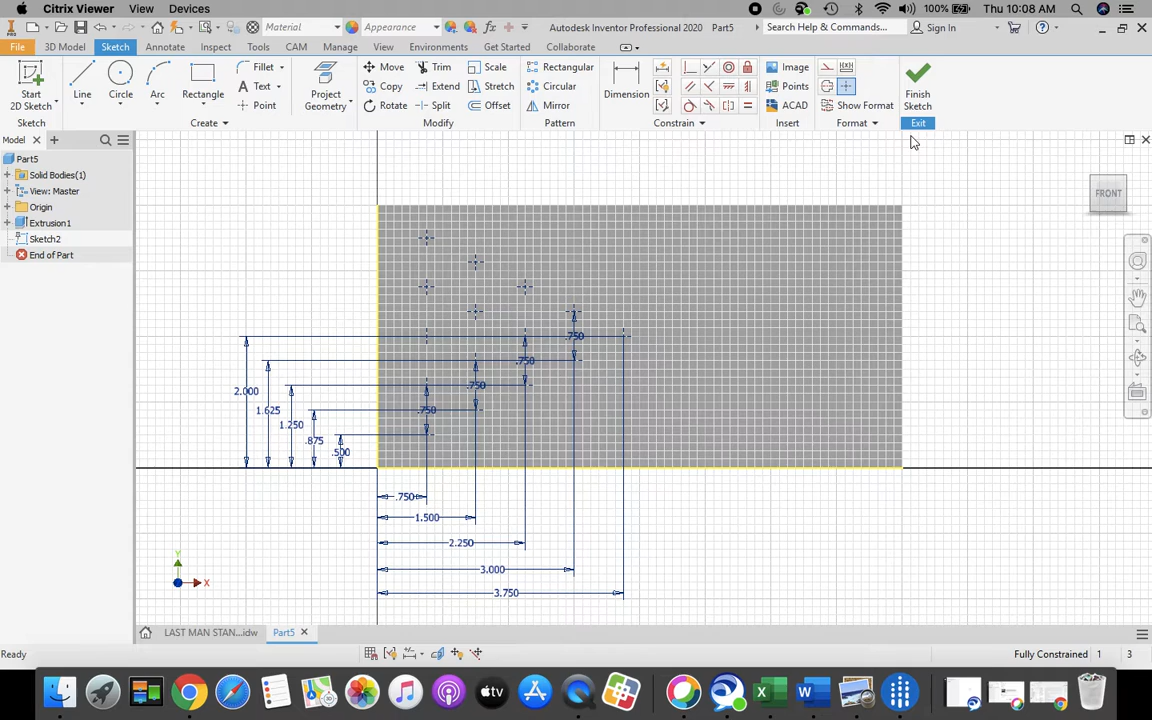 Citrix Viewer View Devices 100% Thu 10:08 AM
PRO Material Appearance Autodesk Inventor Professional 2020 Part5 Search Help & Commands... Sign In
File 3D Model Sketch Annotate Inspect Tools CAM Manage View Environments Get Started Collaborate
Start
2D Sketch
Line
Circle
Arc
Rectangle
Fillet
Text
Point
Project
Geometry
Move
Copy
Rotate
Trim
Extend
Split
Scale
Stretch
Offset
Rectangular
Circular
Mirror
Dimension
Image
Points
ACAD
Show Format
Finish
Sketch
Sketch Create Modify Pattern Constrain Insert Format Exit
Model
Part5
Solid Bodies(1)
View: Master
Origin
Extrusion1
Sketch2
End of Part
FRONT
.750
.750
.750
.750
2.000
1.625
1.250
.875
.500
.750
1.500
2.250
3.000
3.750
Y
X
LAST MAN STAN...idw Part5
Ready Fully Constrained 1 3
tv
X
W